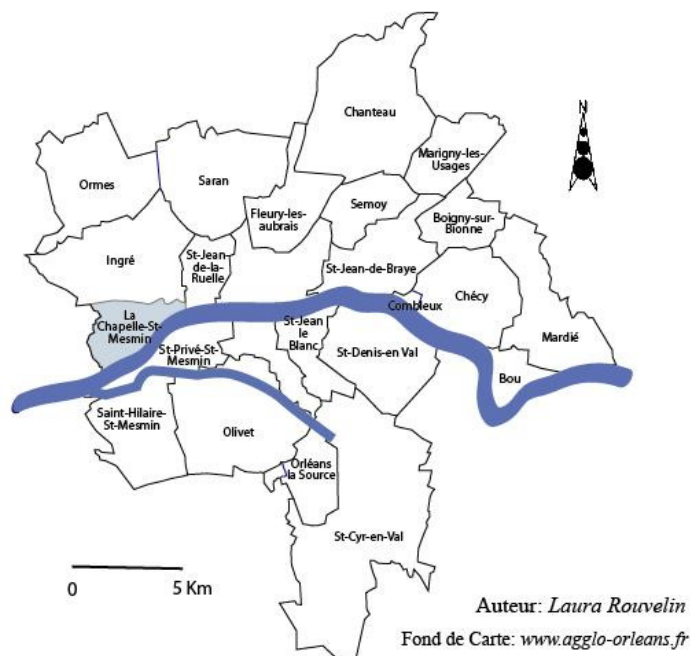 Chanteau
N
Marigny-les-
Usages
Ormes
Saran
Semoy
Fleury-les-
aubrais
Boigny-sur-
Bionne
Ingré
St-Jean-
de-la-
Ruelle
St-Jean-de-Braye
Chécy
Combleux
La
Chapelle-St-
Mesmin
St-Jean
le
Blanc
Mardié
St-Privé-St-
Mesmin
St-Denis-en Val
Bou
Saint-Hilaire-
St-Mesmin
Olivet
Orléans
la Source
St-Cyr-en-Val
0 5 Km
Auteur: Laura Rouvelin
Fond de Carte: www.agglo-orleans.fr